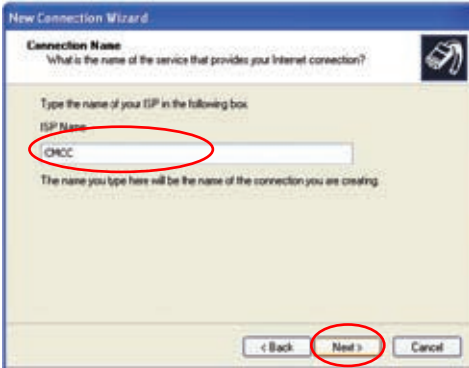 New Connection Wizard
Connection Name
What is the name of the service that provides your Internet connection?
Type the name of your ISP in the following box.
ISP Name
CMCC
The name you type here will be the name of the connection you are creating.
< Back
Next >
Cancel